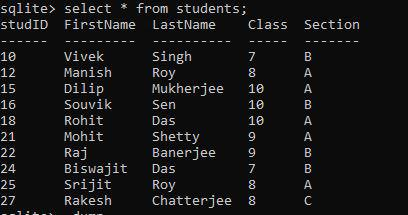 sqlite> select * from students;
studID  FirstName  LastName    Class  Section
------  ---------  ----------  -----  -------
10      Vivek      Singh       7      B
12      Manish     Roy         8      A
15      Dilip      Mukherjee   10     A
16      Souvik     Sen         10     B
18      Rohit      Das         10     A
21      Mohit      Shetty      9      A
22      Raj        Banerjee    9      B
24      Biswajit   Das         7      B
25      Srijit     Roy         8      A
27      Rakesh     Chatterjee  8      C
sqlite> .dump